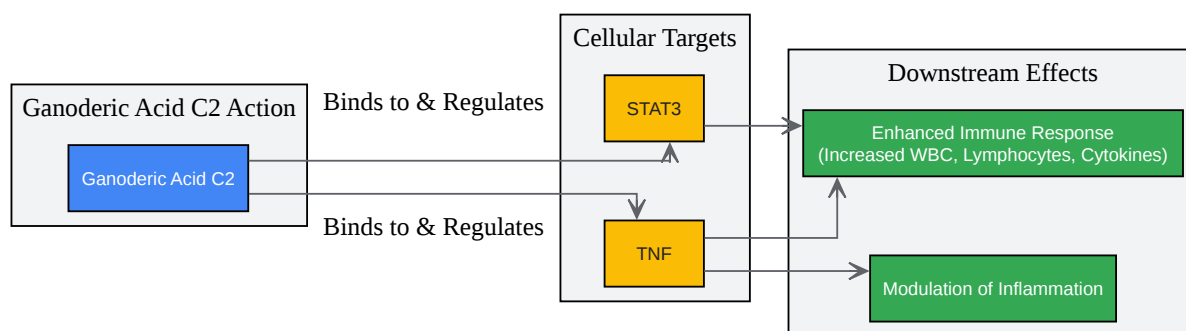 Ganoderic Acid C2 Action
Ganoderic Acid C2
Binds to & Regulates
Binds to & Regulates
Cellular Targets
STAT3
TNF
Downstream Effects
Enhanced Immune Response
(Increased WBC, Lymphocytes, Cytokines)
Modulation of Inflammation